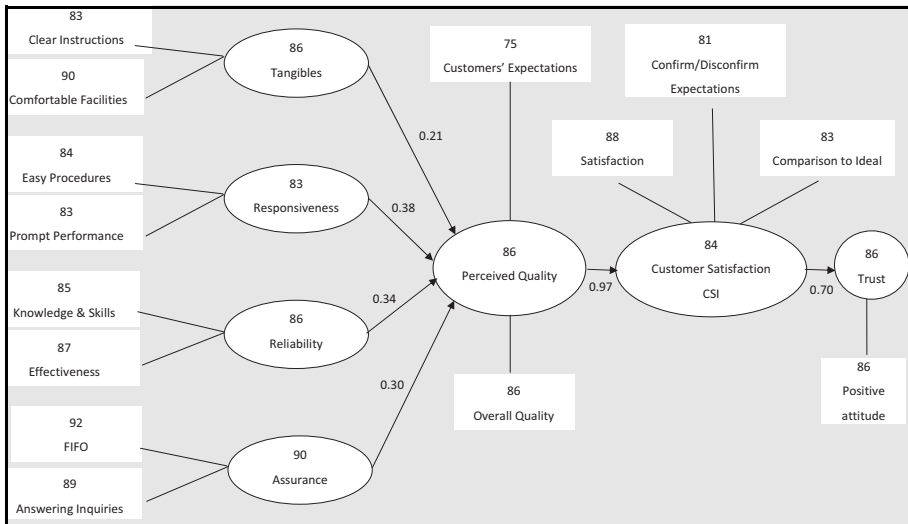 83
Clear Instructions
90
Comfortable Facilities
86
Tangibles
84
Easy Procedures
83
Prompt Performance
83
Responsiveness
85
Knowledge & Skills
87
Effectiveness
86
Reliability
92
FIFO
89
Answering Inquiries
90
Assurance
0.21
0.38
0.34
0.30
75
Customers’ Expectations
86
Perceived Quality
86
Overall Quality
0.97
81
Confirm/Disconfirm
Expectations
88
Satisfaction
83
Comparison to Ideal
84
Customer Satisfaction
CSI
0.70
86
Trust
86
Positive
attitude